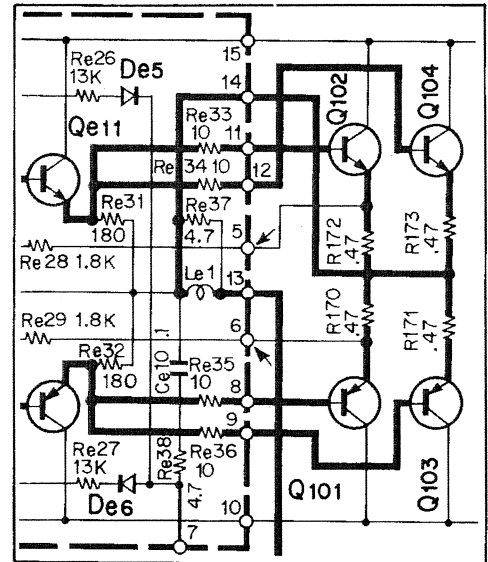 15
Re26
13K
De5
14
Q102
Q104
Qe11
Re33
10
11
Re34 10
12
Re31
180
Re37
4.7
5
R172
.47
R173
.47
Re28 1.8K
Le1
13
Re29 1.8K
6
R170
.47
R171
.47
Re32
180
Ce10 .1
Re35
10
8
9
Re27
13K
Re38
4.7
Re36
10
De6
10
Q101
Q103
7